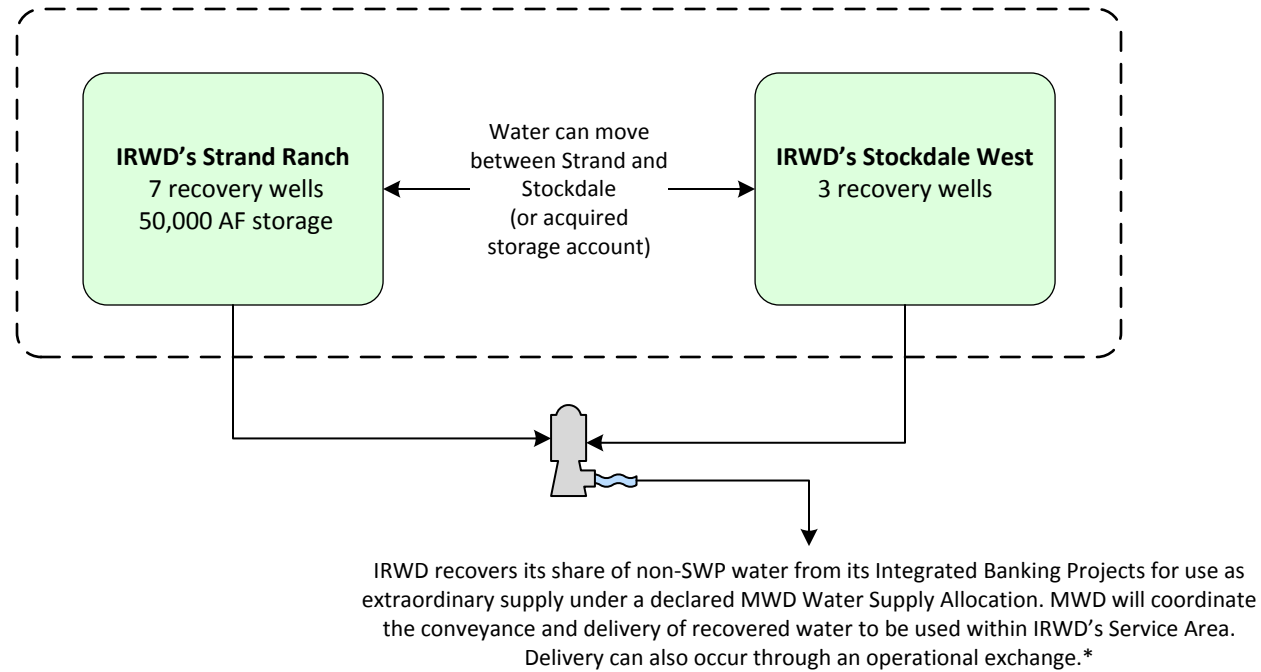 IRWD’s Strand Ranch
7 recovery wells
50,000 AF storage
Water can move
between Strand and
Stockdale
(or acquired
storage account)
IRWD’s Stockdale West
3 recovery wells
IRWD recovers its share of non-SWP water from its Integrated Banking Projects for use as
extraordinary supply under a declared MWD Water Supply Allocation. MWD will coordinate
the conveyance and delivery of recovered water to be used within IRWD’s Service Area.
Delivery can also occur through an operational exchange.*